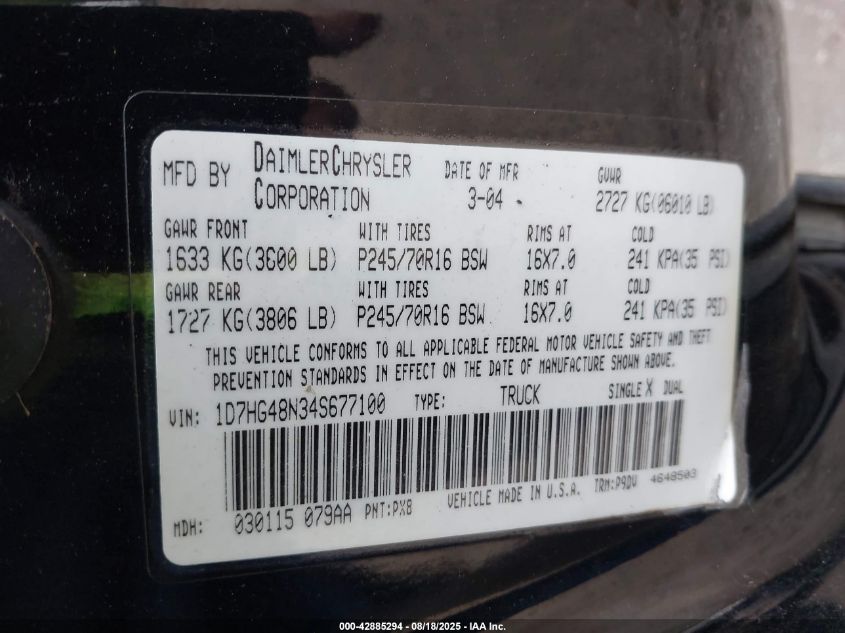 MFD BY DAIMLERCHRYSLER CORPORATION DATE OF MFR 3-04 GVWR 2727 KG(06010 LB)
GAWR FRONT WITH TIRES RIMS AT COLD
1633 KG(3600 LB) P245/70R16 BSW 16X7.0 241 KPA(35 PSI)
GAWR REAR WITH TIRES RIMS AT COLD
1727 KG(3806 LB) P245/70R16 BSW 16X7.0 241 KPA(35 PSI)
THIS VEHICLE CONFORMS TO ALL APPLICABLE FEDERAL MOTOR VEHICLE SAFETY AND THEFT
PREVENTION STANDARDS IN EFFECT ON THE DATE OF MANUFACTURE SHOWN ABOVE.
VIN: 1D7HG48N34S677100 TYPE: TRUCK SINGLE X DUAL
MDH: 030115 079AA PNT:PX8 VEHICLE MADE IN U.S.A. TRM:P9DV 4648503
000-42885294 - 08/18/2025 - IAA Inc.